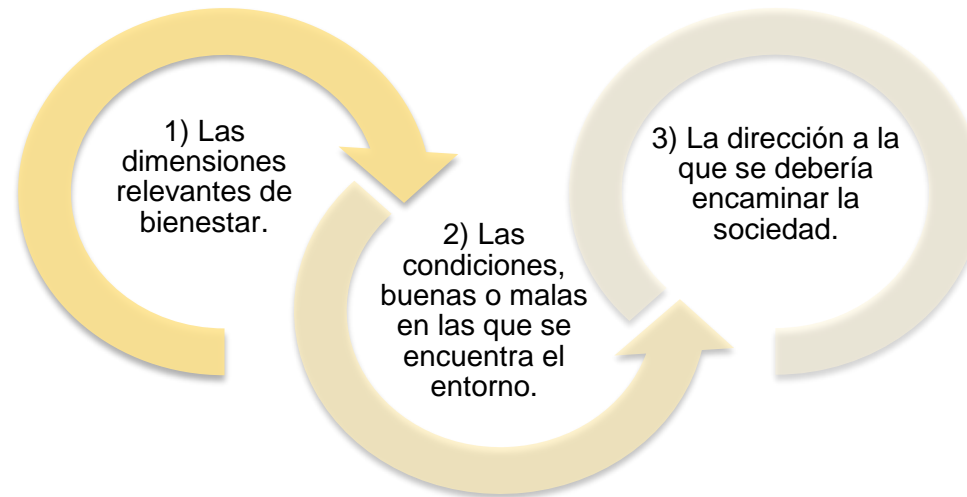 1) Las
dimensiones
relevantes de
bienestar.
2) Las
condiciones,
buenas o malas
en las que se
encuentra el
entorno.
3) La dirección a la
que se debería
encaminar la
sociedad.